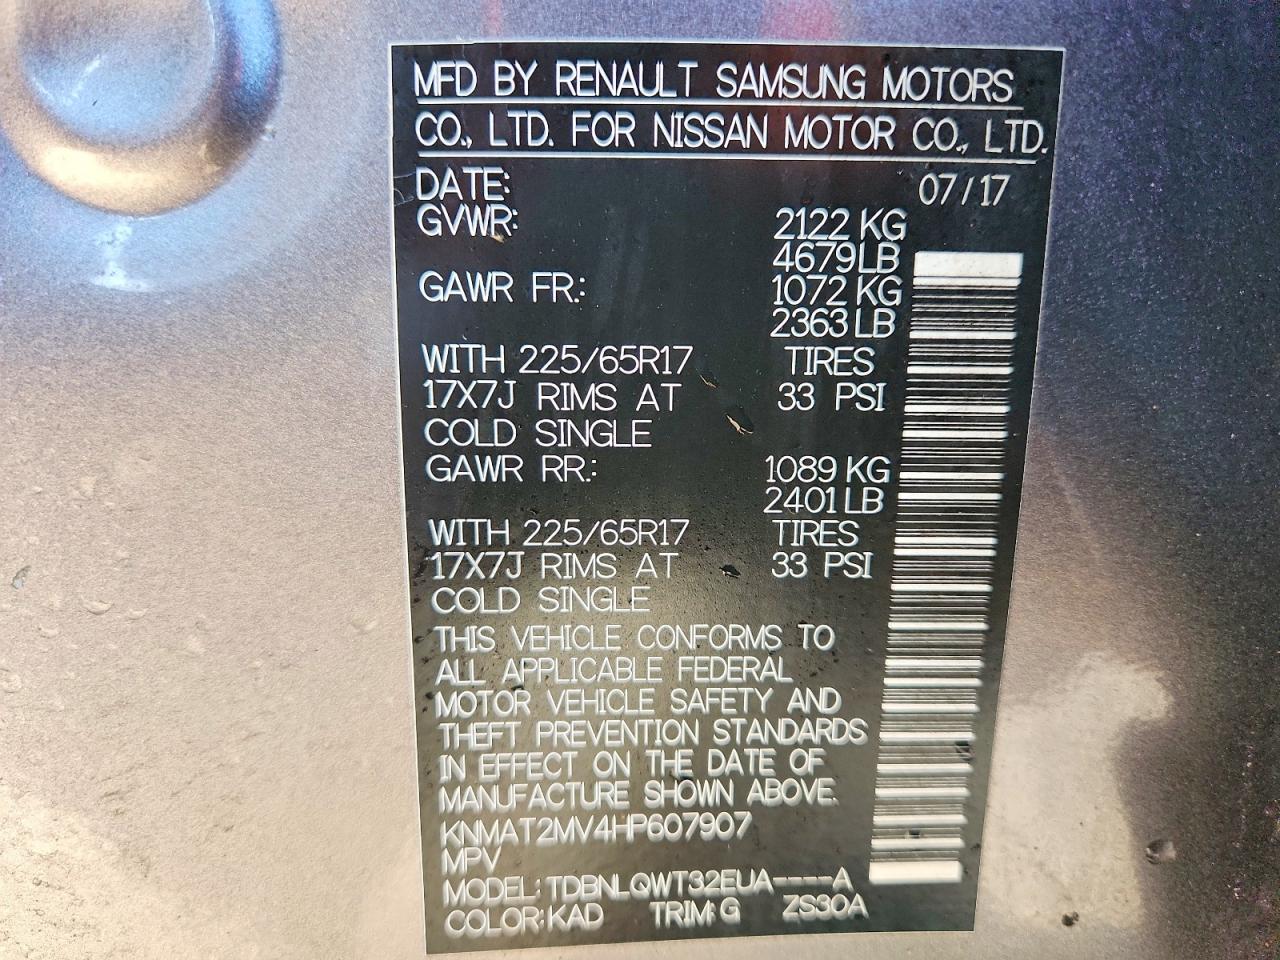 MFD BY RENAULT SAMSUNG MOTORS
CO., LTD. FOR NISSAN MOTOR CO., LTD.
DATE: 07/17
GVWR: 2122 KG
4679 LB
GAWR FR.: 1072 KG
2363 LB
WITH 225/65R17 TIRES
17X7J RIMS AT 33 PSI
COLD SINGLE
GAWR RR.: 1089 KG
2401 LB
WITH 225/65R17 TIRES
17X7J RIMS AT 33 PSI
COLD SINGLE
THIS VEHICLE CONFORMS TO
ALL APPLICABLE FEDERAL
MOTOR VEHICLE SAFETY AND
THEFT PREVENTION STANDARDS
IN EFFECT ON THE DATE OF
MANUFACTURE SHOWN ABOVE.
KNMAT2MV4HP607907
MPV
MODEL: TDBNLQWT32EUA----A
COLOR: KAD TRIM: G ZS30A